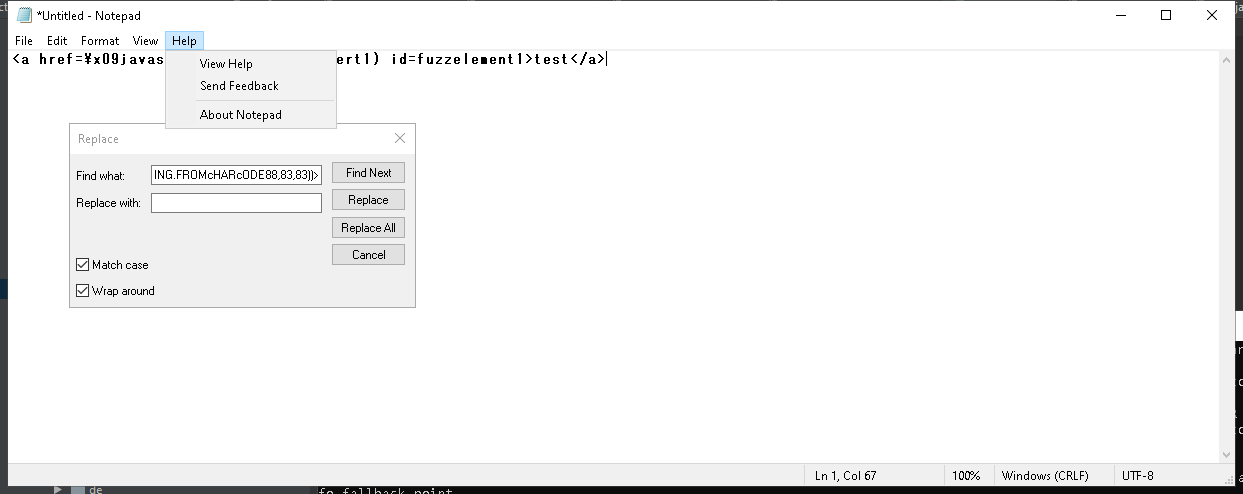 *Untitled - Notepad
File Edit Format View Help
<a href=¥x09javas ert1) id=fuzzelement1>test</a>
View Help
Send Feedback
About Notepad
Replace
Find what: ING.FROMcHARcODE88,83,83))> Find Next
Replace with: Replace
Replace All
Cancel
Match case
Wrap around
Ln 1, Col 67 100% Windows (CRLF) UTF-8
de
fo fallback point